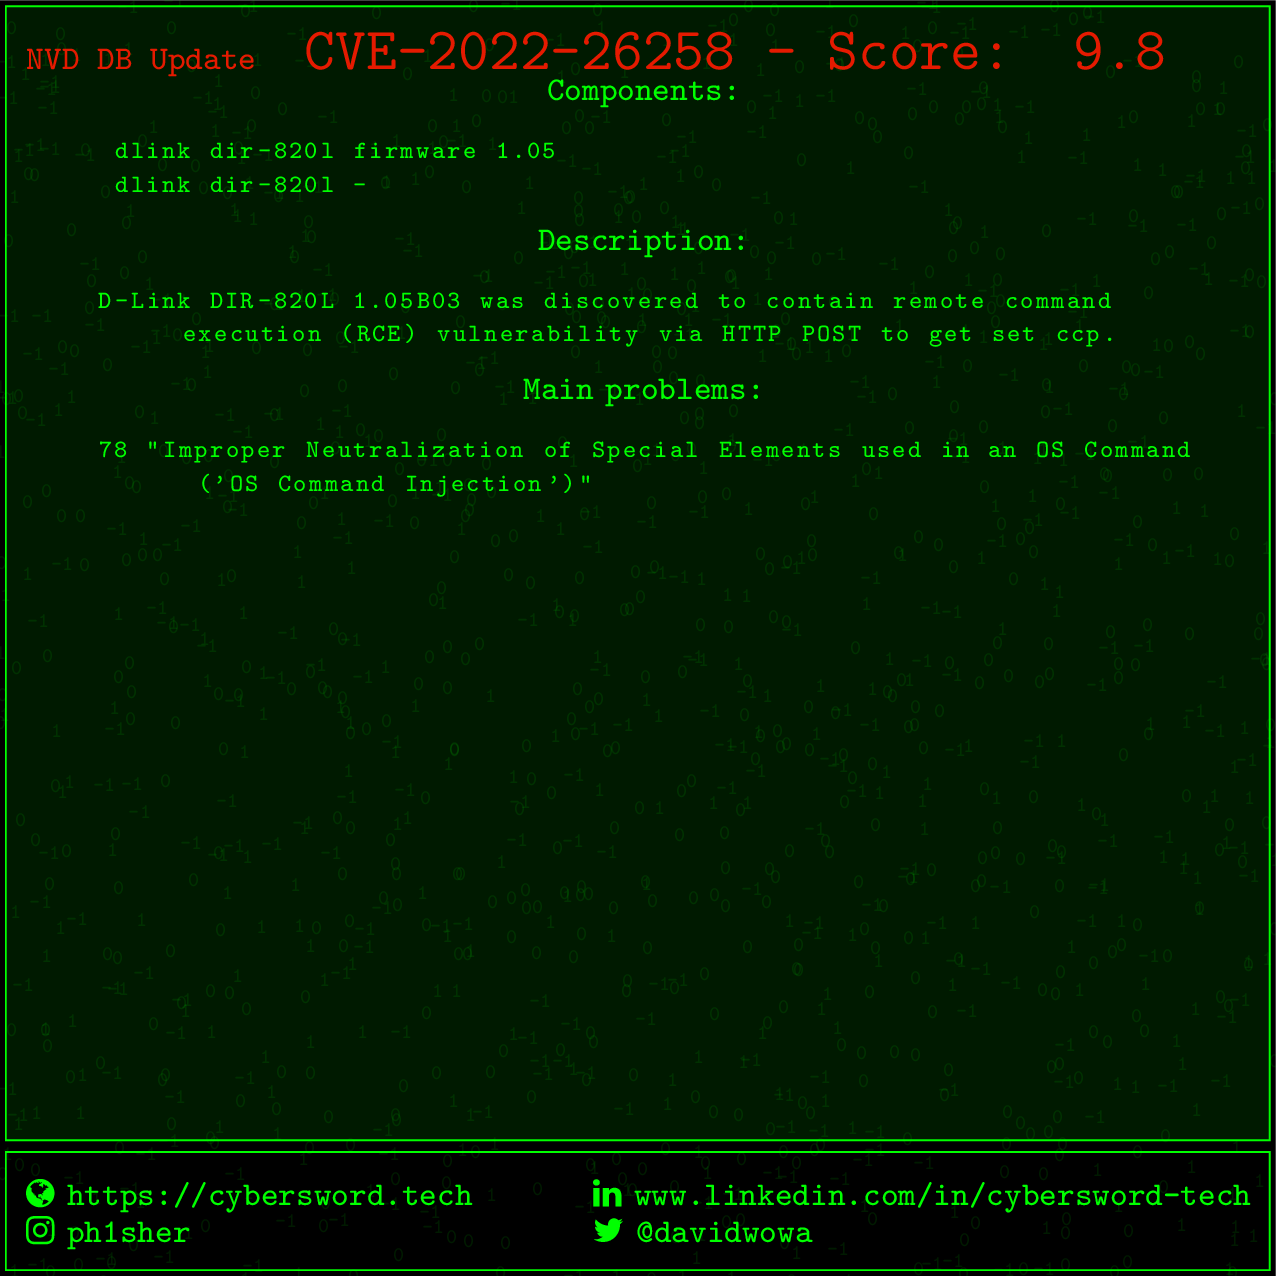 NVD DB Update CVE-2022-26258 - Score: 9.8
Components:
dlink dir-820l firmware 1.05
dlink dir-820l -
Description:
D-Link DIR-820L 1.05B03 was discovered to contain remote command
execution (RCE) vulnerability via HTTP POST to get set ccp.
Main problems:
78 "Improper Neutralization of Special Elements used in an OS Command
('OS Command Injection')"
https://cybersword.tech
www.linkedin.com/in/cybersword-tech
ph1sher
@davidwowa